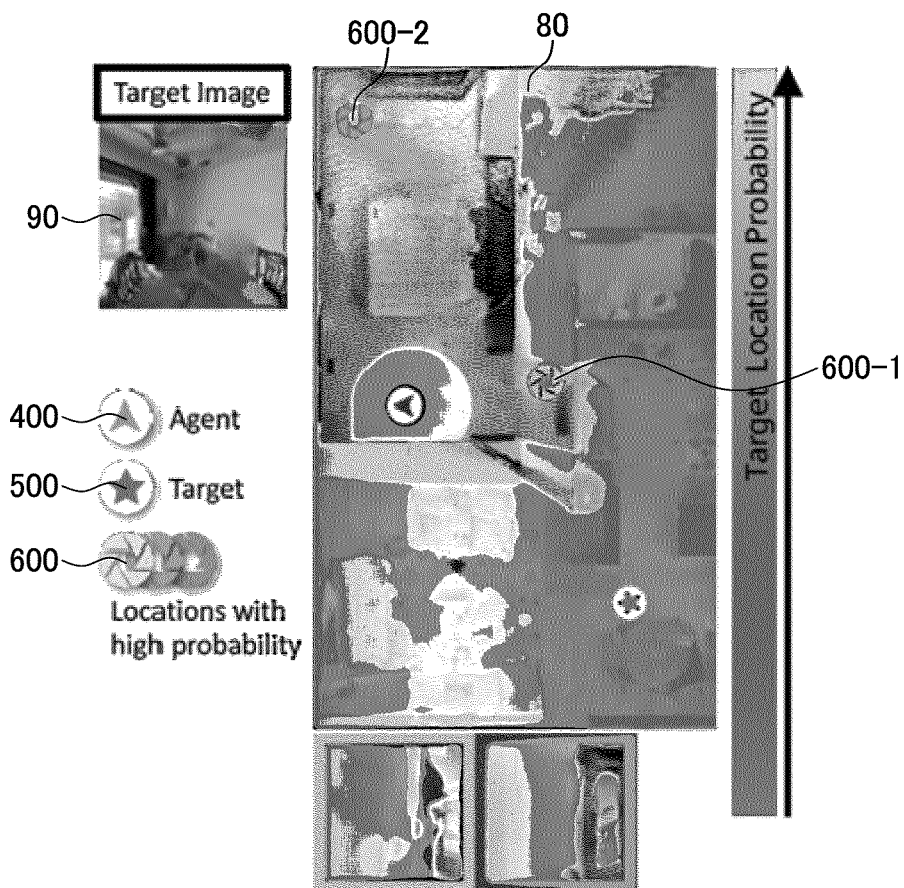 600-2
80
Target Image
90
600-1
Target Location Probability
400
Agent
500
Target
600
Locations with
high probability